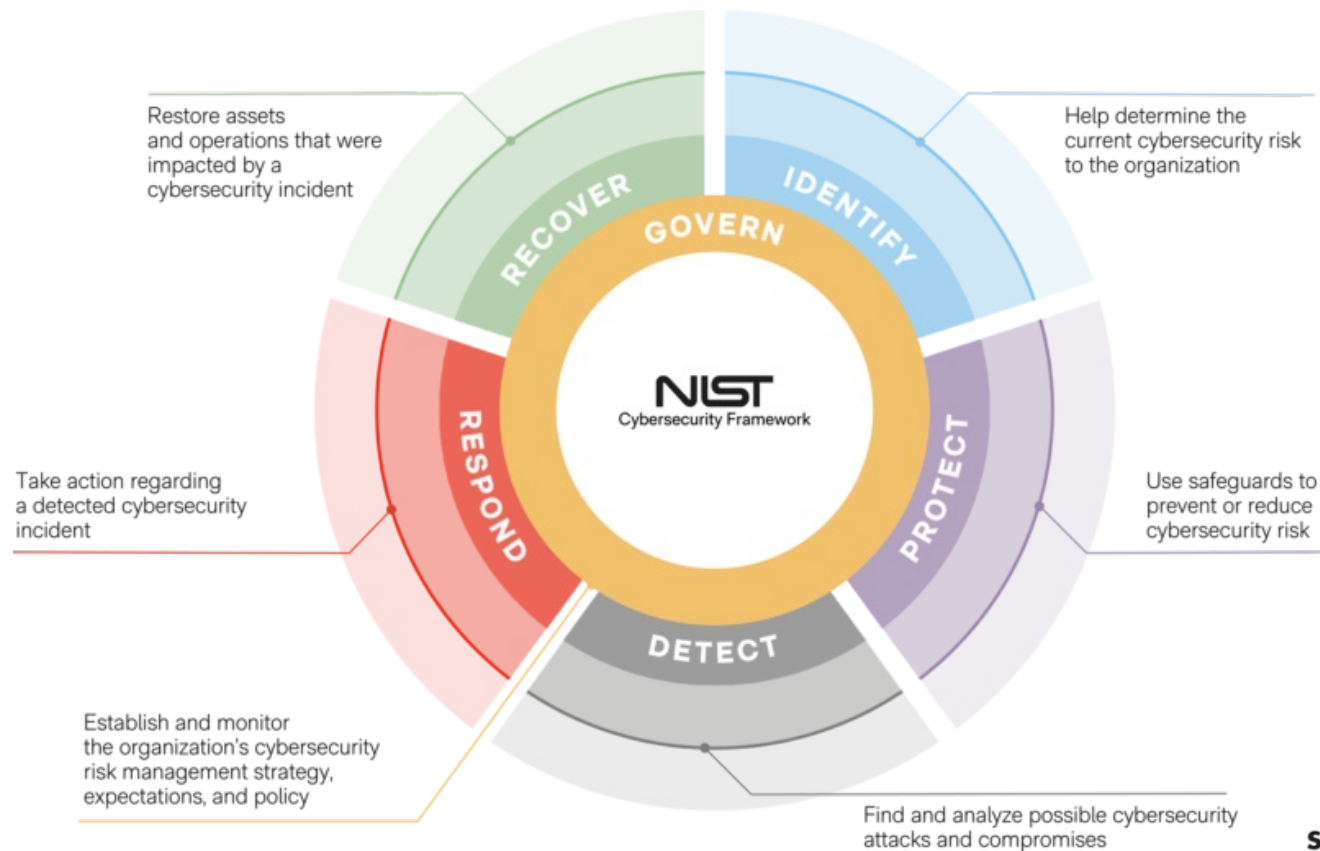 Restore assets
and operations that were
impacted by a
cybersecurity incident
Help determine the
current cybersecurity risk
to the organization
RECOVER
GOVERN
IDENTIFY
NIST
Cybersecurity Framework
RESPOND
PROTECT
Take action regarding
a detected cybersecurity
incident
Use safeguards to
prevent or reduce
cybersecurity risk
DETECT
Establish and monitor
the organization's cybersecurity
risk management strategy,
expectations, and policy
Find and analyze possible cybersecurity
attacks and compromises